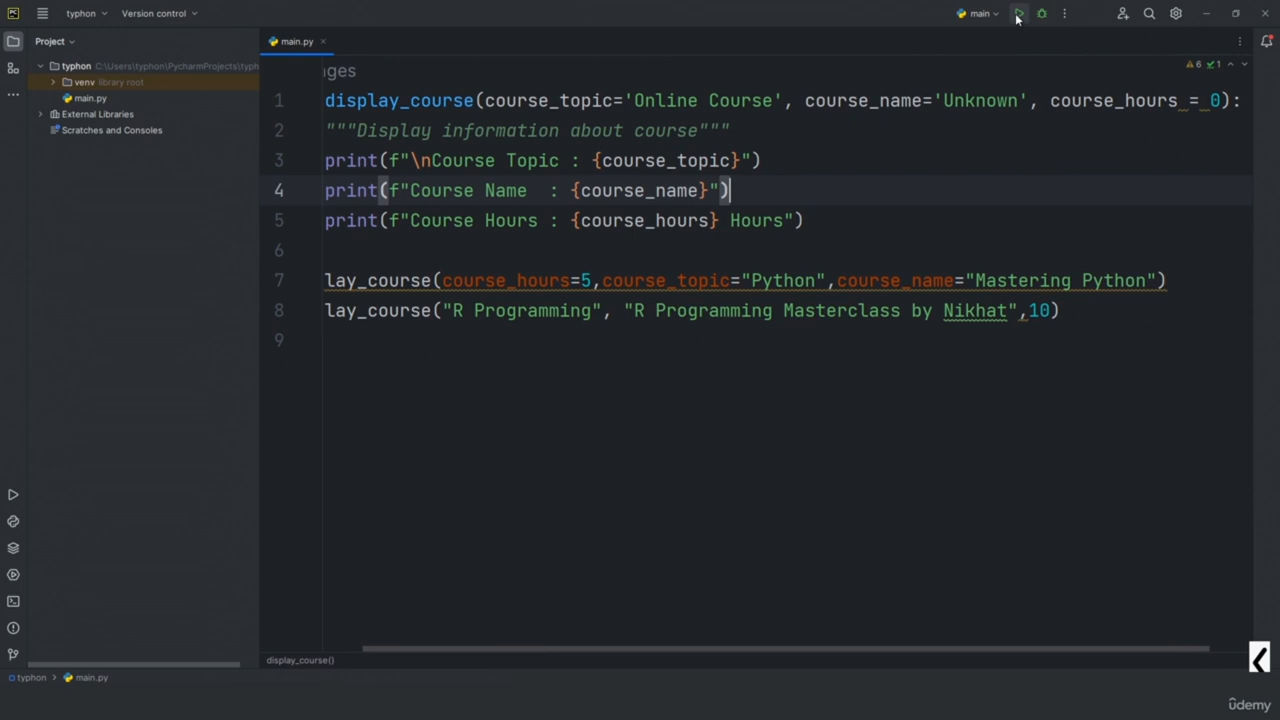 PC typhon Version control main
Project main.py
typhon C:\Users\typhon\PycharmProjects\typh
venv library root
main.py
External Libraries
Scratches and Consoles
ages
6 1
1 display_course(course_topic='Online Course', course_name='Unknown', course_hours = 0):
2 """Display information about course"""
3 print(f"\nCourse Topic : {course_topic}")
4 print(f"Course Name  : {course_name}")
5 print(f"Course Hours : {course_hours} Hours")
6
7 lay_course(course_hours=5,course_topic="Python",course_name="Mastering Python")
8 lay_course("R Programming", "R Programming Masterclass by Nikhat",10)
9
display_course()
typhon > main.py
udemy